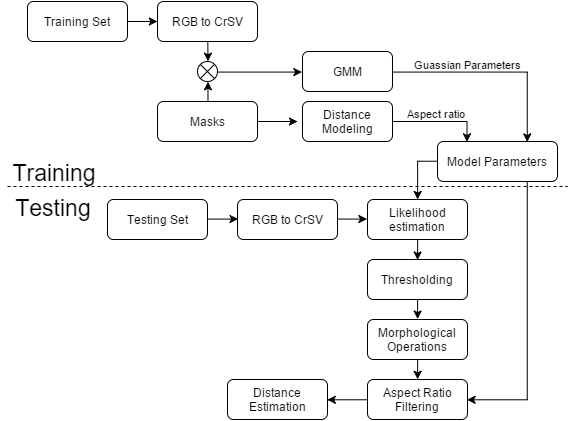 Training Set
RGB to CrSV
GMM
Guassian Parameters
Masks
Distance
Modeling
Aspect ratio
Model Parameters
Training
Testing
Testing Set
RGB to CrSV
Likelihood
estimation
Thresholding
Morphological
Operations
Distance
Estimation
Aspect Ratio
Filtering